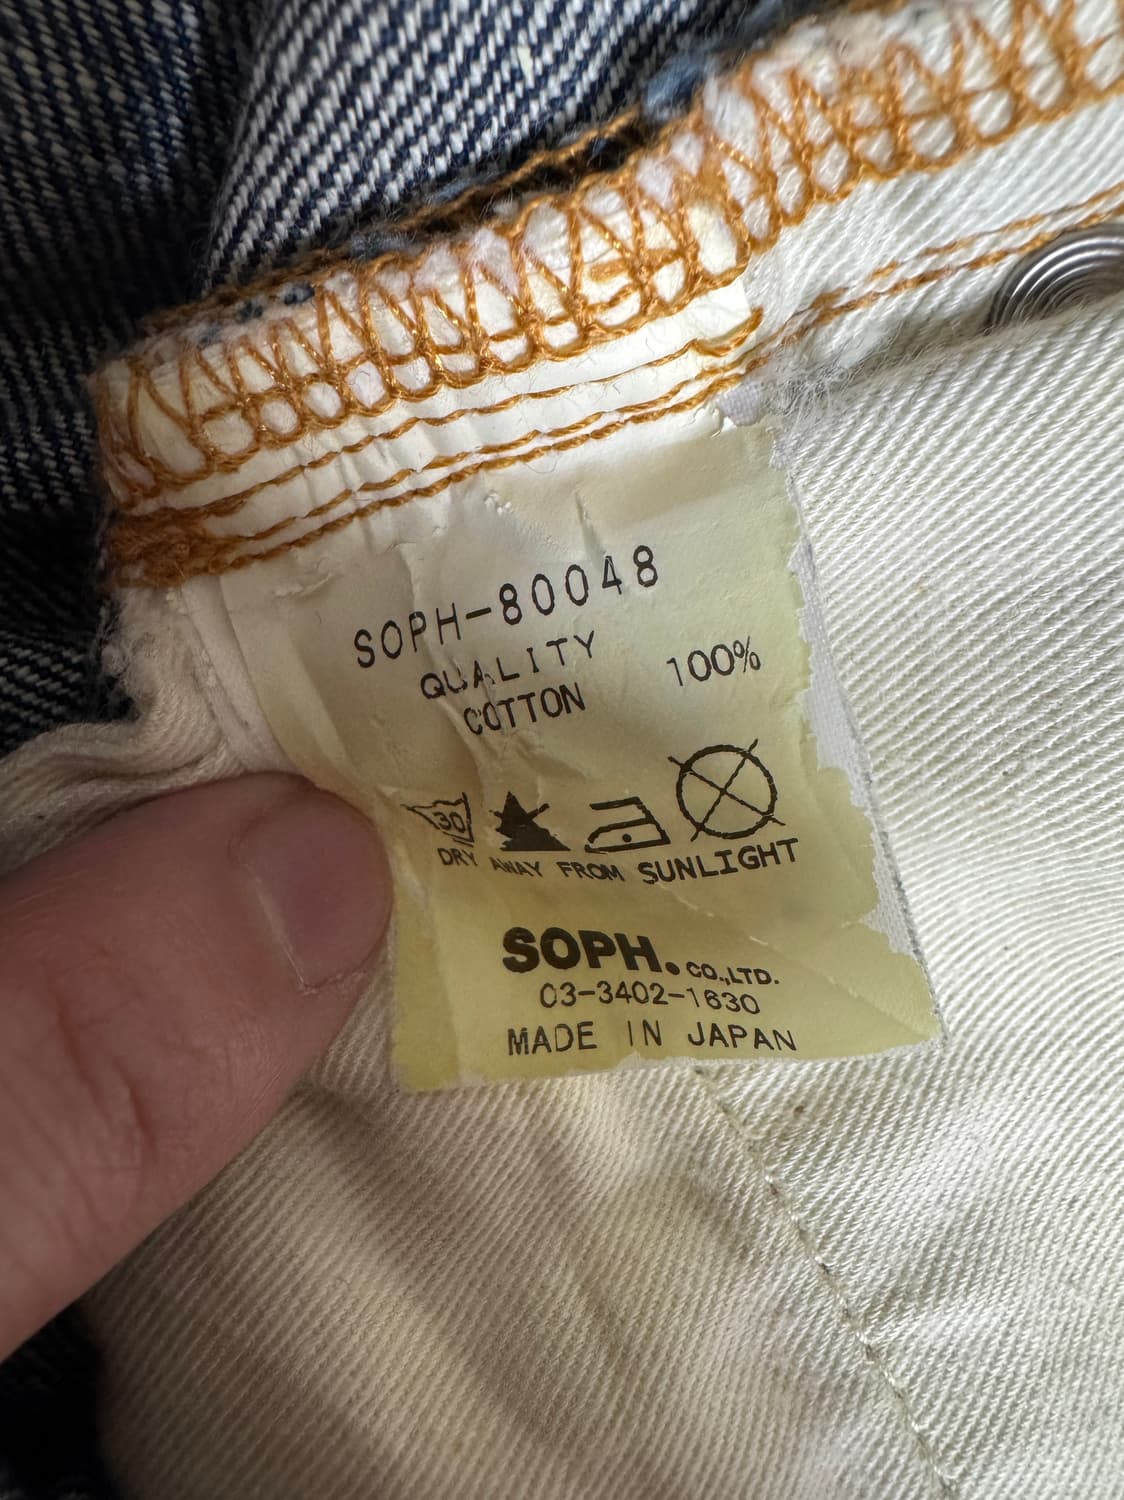 SOPH-80048
QUALITY
COTTON 100%
30
DRY AWAY FROM SUNLIGHT
SOPH. CO.,LTD.
03-3402-1630
MADE IN JAPAN